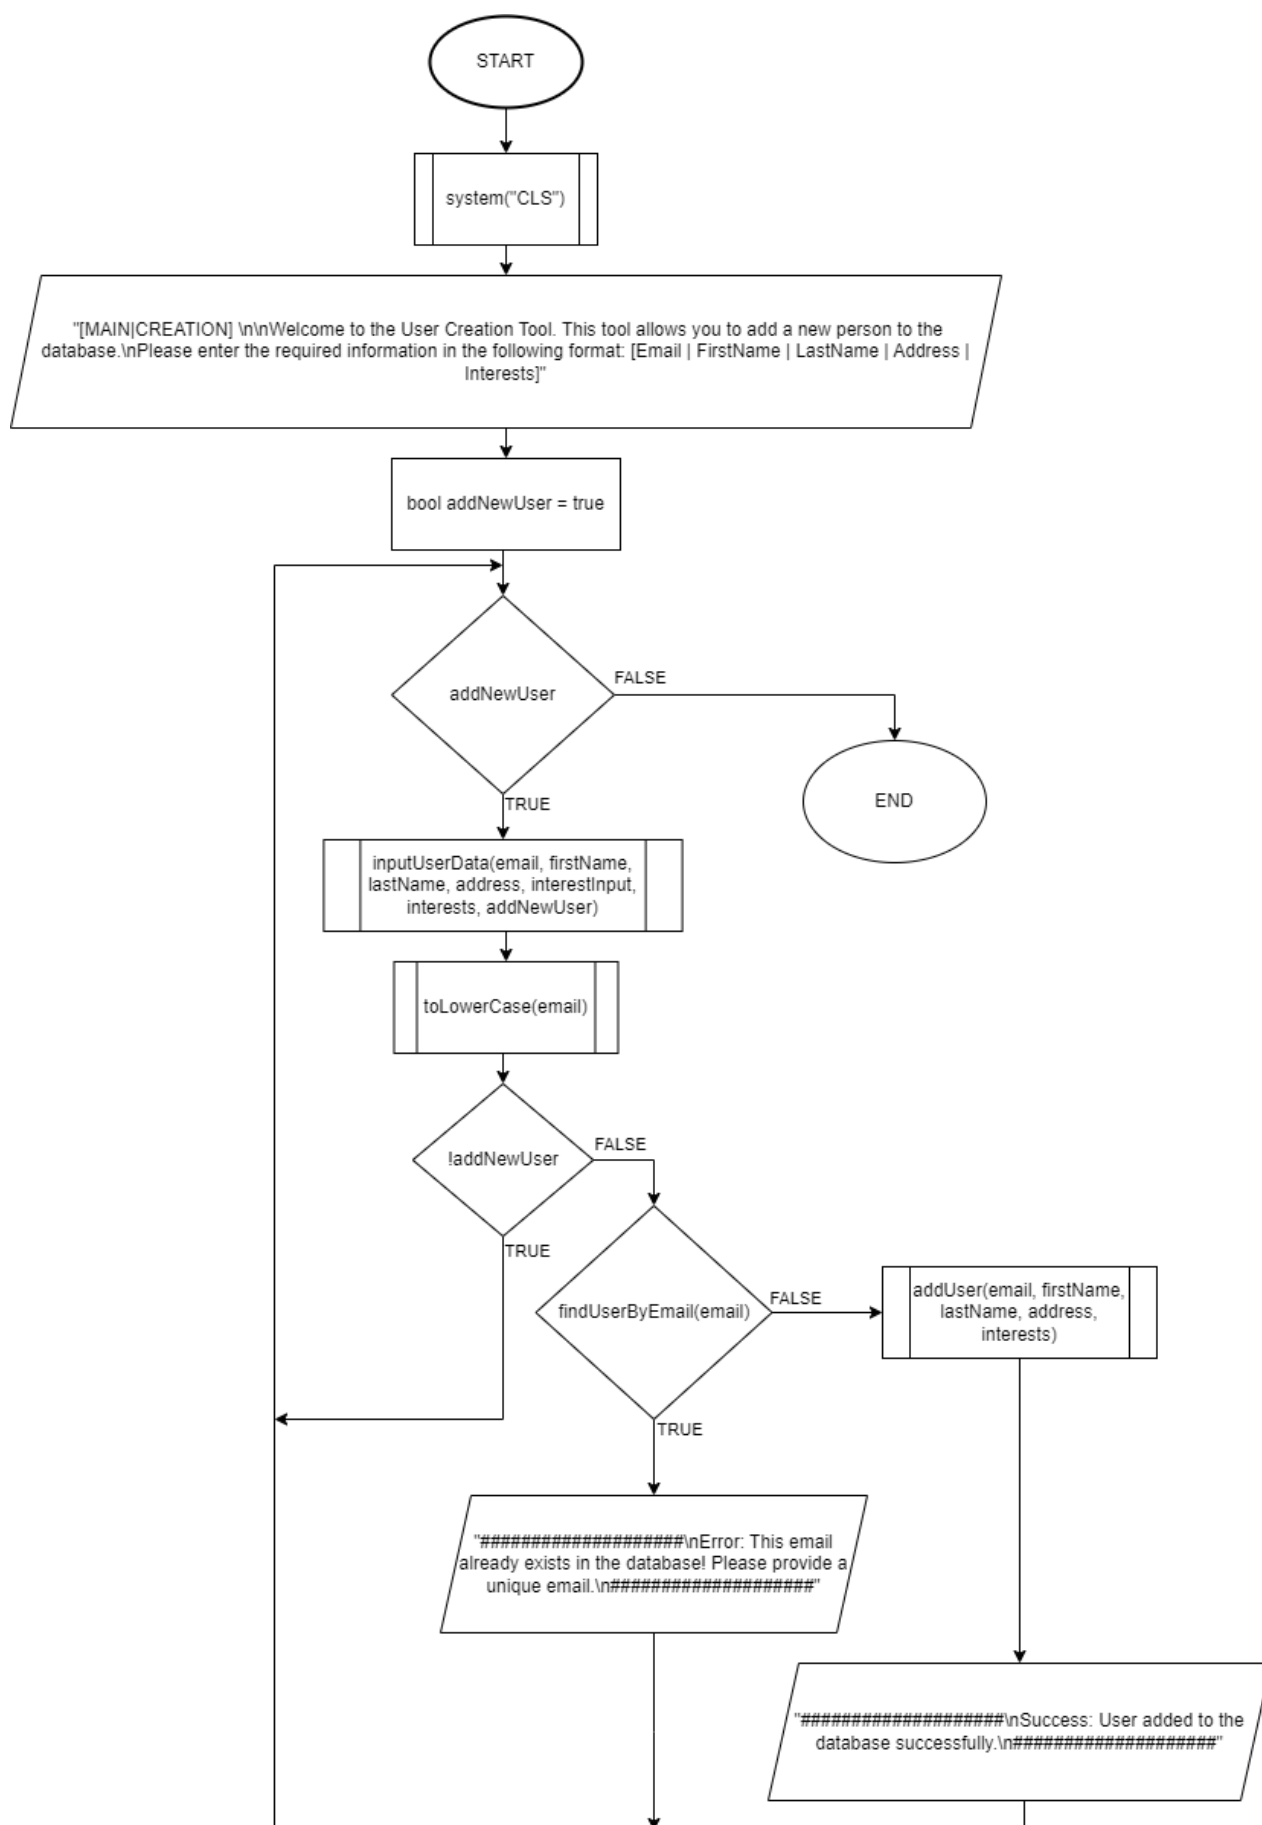 START
system("CLS")
"[MAIN|CREATION] \n\nWelcome to the User Creation Tool. This tool allows you to add a new person to the
database.\nPlease enter the required information in the following format: [Email | FirstName | LastName | Address |
Interests]"
bool addNewUser = true
addNewUser
FALSE
END
TRUE
inputUserData(email, firstName,
lastName, address, interestInput,
interests, addNewUser)
toLowerCase(email)
!addNewUser
FALSE
TRUE
findUserByEmail(email)
FALSE
addUser(email, firstName,
lastName, address,
interests)
TRUE
"####################\nError: This email
already exists in the database! Please provide a
unique email.\n####################"
"####################\nSuccess: User added to the
database successfully.\n####################"